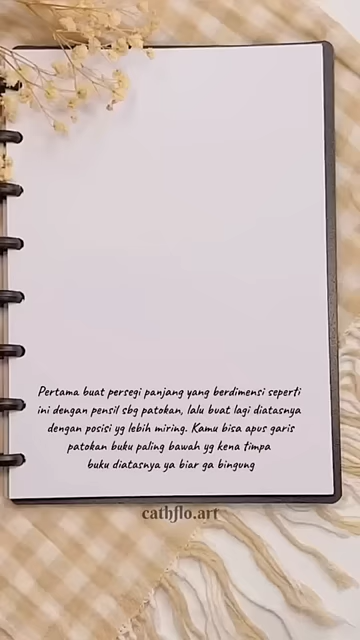 Pertama buat persegi panjang yang berdimensi seperti
ini dengan pensil sbg patokan, lalu buat lagi diatasnya
dengan posisi yg lebih miring. Kamu bisa apus garis
patokan buku paling bawah yg kena timpa
buku diatasnya ya biar ga bingung
cathflo.art